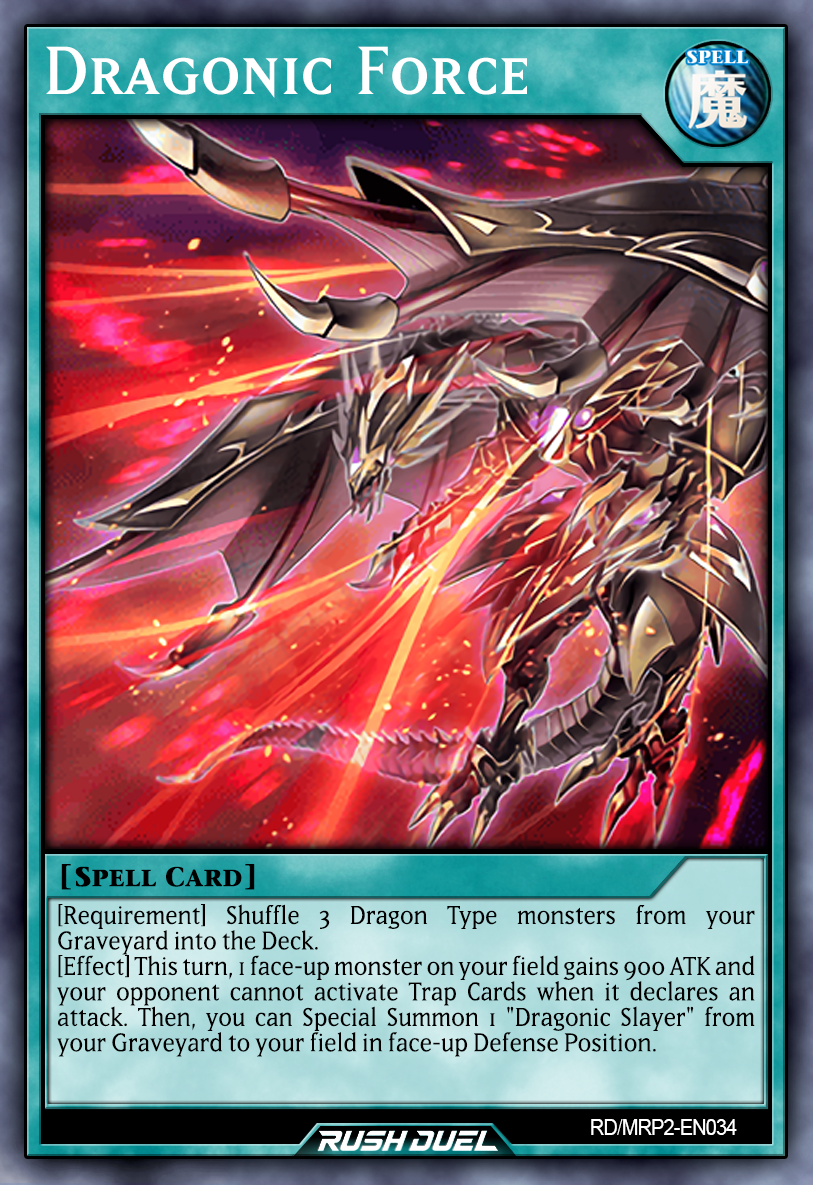 Dragonic Force
SPELL
魔
[Spell Card]
[Requirement] Shuffle 3 Dragon Type monsters from your
Graveyard into the Deck.
[Effect] This turn, 1 face-up monster on your field gains 900 ATK and
your opponent cannot activate Trap Cards when it declares an
attack. Then, you can Special Summon 1 "Dragonic Slayer" from
your Graveyard to your field in face-up Defense Position.
RD/MRP2-EN034
RUSH DUEL